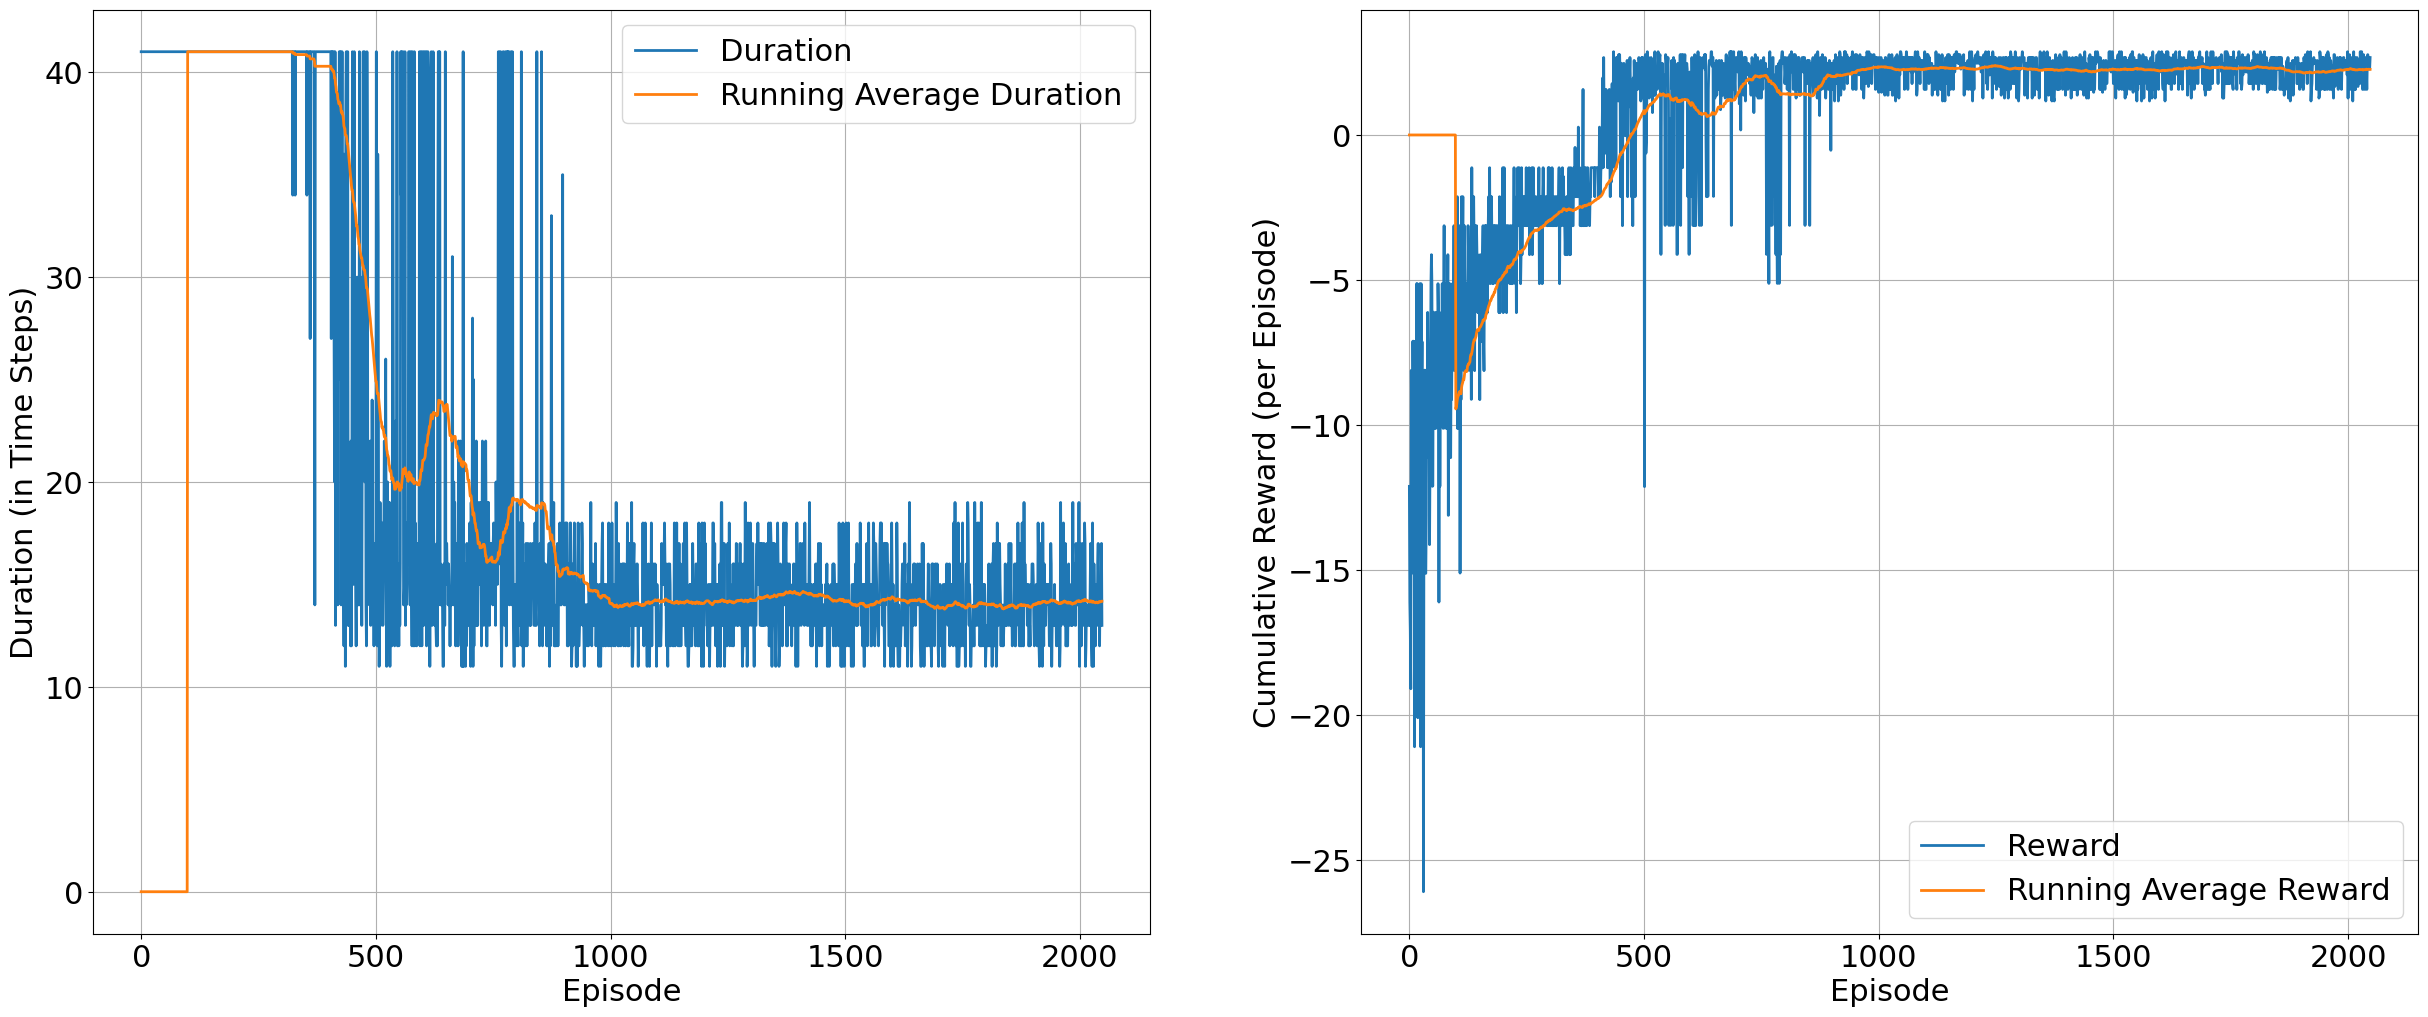 Duration (in Time Steps)
40
30
20
10
0
0 500 1000 1500 2000
Episode
Duration
Running Average Duration
Cumulative Reward (per Episode)
0
−5
−10
−15
−20
−25
0 500 1000 1500 2000
Episode
Reward
Running Average Reward